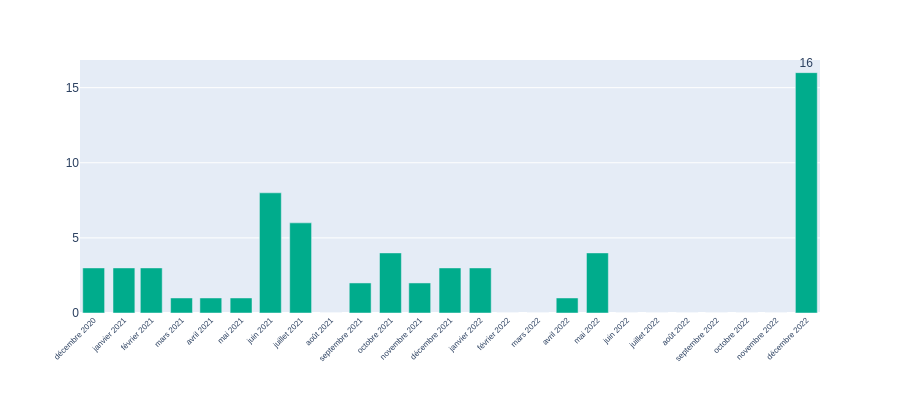 16
15
10
5
0
décembre 2020
janvier 2021
février 2021
mars 2021
avril 2021
mai 2021
juin 2021
juillet 2021
août 2021
septembre 2021
octobre 2021
novembre 2021
décembre 2021
janvier 2022
février 2022
mars 2022
avril 2022
mai 2022
juin 2022
juillet 2022
août 2022
septembre 2022
octobre 2022
novembre 2022
décembre 2022